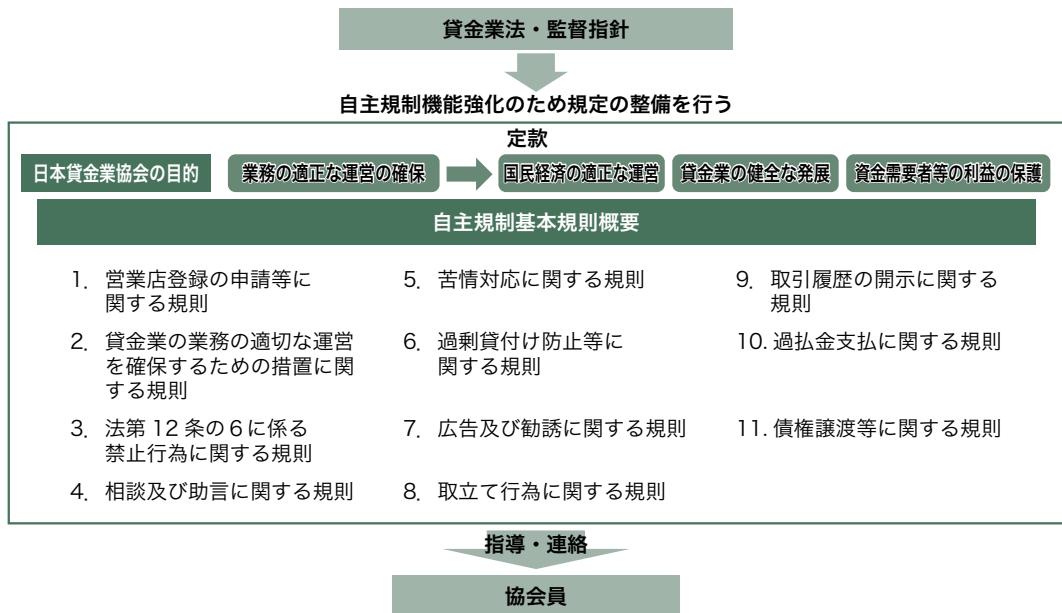 貸金業法・監督指針
自主規制機能強化のため規定の整備を行う
定款
日本貸金業協会の目的
業務の適正な運営の確保
国民経済の適正な運営
貸金業の健全な発展
資金需要者等の利益の保護
自主規制基本規則概要
1. 営業店登録の申請等に
関する規則
2. 貸金業の業務の適切な運営
を確保するための措置に関
する規則
3. 法第 12 条の 6 に係る
禁止行為に関する規則
4. 相談及び助言に関する規則
5. 苦情対応に関する規則
6. 過剰貸付け防止等に
関する規則
7. 広告及び勧誘に関する規則
8. 取立て行為に関する規則
9. 取引履歴の開示に関する
規則
10. 過払金支払に関する規則
11. 債権譲渡等に関する規則
指導・連絡
協会員